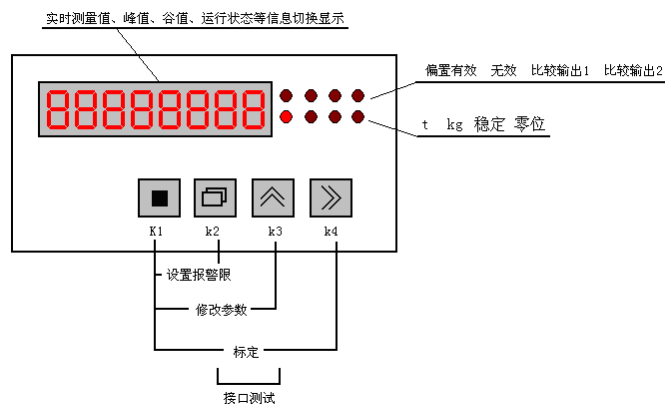 实时测量值、峰值、谷值、运行状态等信息切换显示
偏置有效 无效 比较输出1 比较输出2
88888888
t kg 稳定 零位
K1 k2 k3 k4
设置报警限
修改参数
标定
接口测试